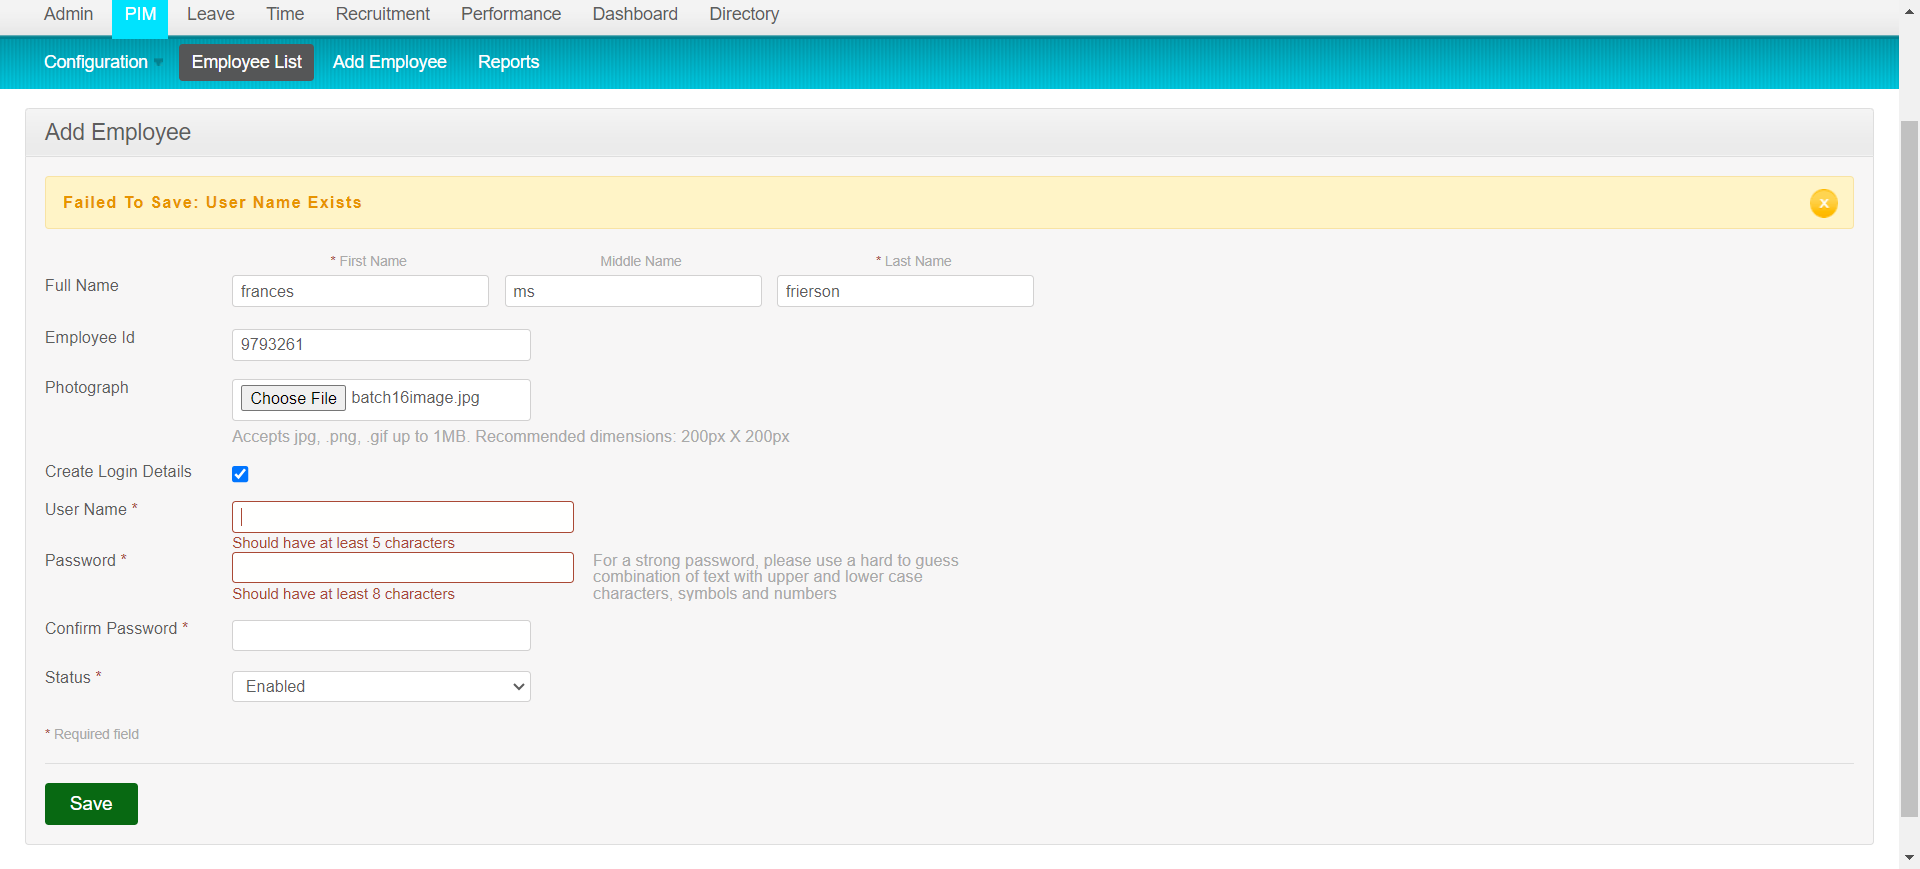 Admin PIM Leave Time Recruitment Performance Dashboard Directory
Configuration Employee List Add Employee Reports
Add Employee
Failed To Save: User Name Exists
x
* First Name Middle Name * Last Name
Full Name frances ms frierson
Employee Id 9793261
Photograph Choose File batch16image.jpg
Accepts jpg, .png, .gif up to 1MB. Recommended dimensions: 200px X 200px
Create Login Details
User Name *
Should have at least 5 characters
Password * For a strong password, please use a hard to guess
combination of text with upper and lower case
characters, symbols and numbers
Should have at least 8 characters
Confirm Password *
Status * Enabled
* Required field
Save